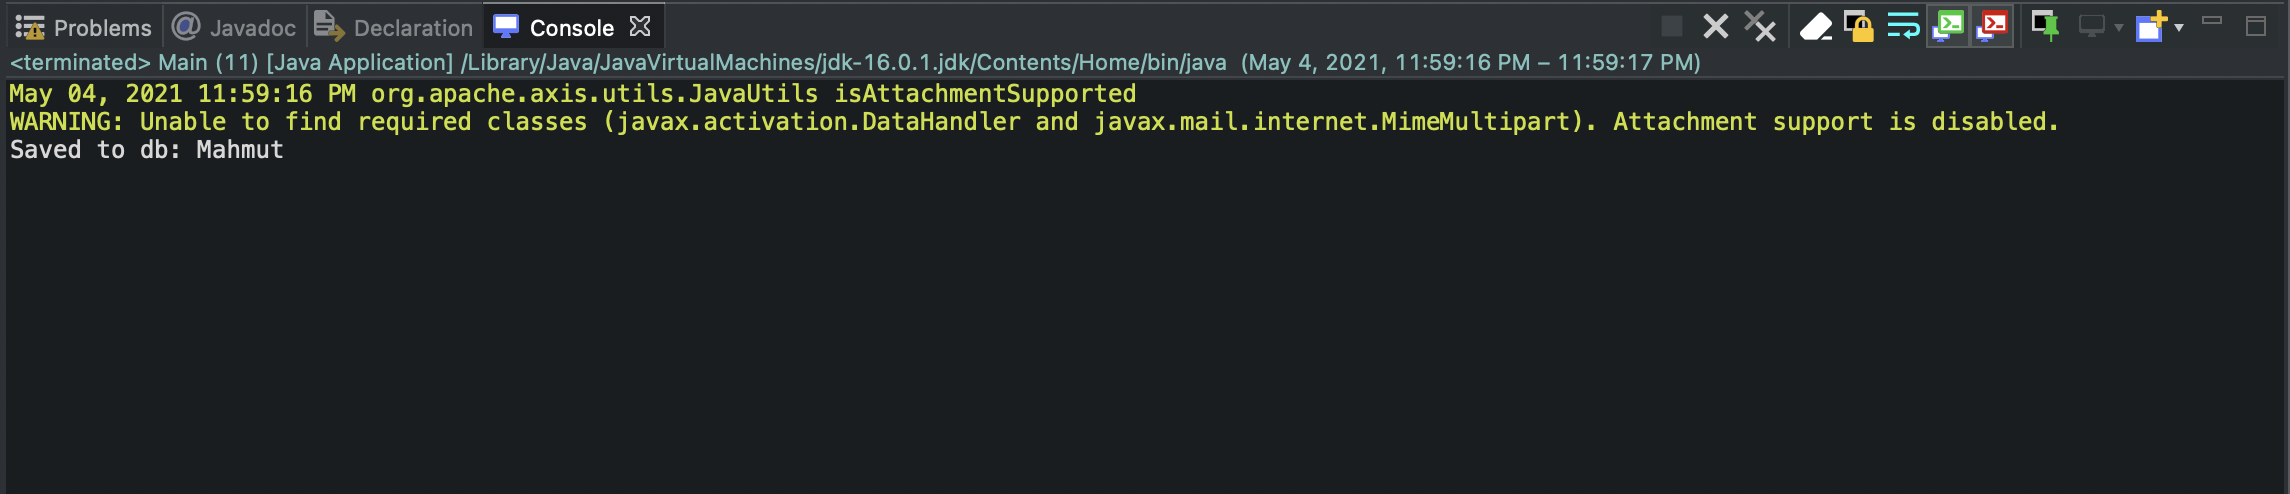 Problems @ Javadoc Declaration Console
<terminated> Main (11) [Java Application] /Library/Java/JavaVirtualMachines/jdk-16.0.1.jdk/Contents/Home/bin/java (May 4, 2021, 11:59:16 PM – 11:59:17 PM)
May 04, 2021 11:59:16 PM org.apache.axis.utils.JavaUtils isAttachmentSupported
WARNING: Unable to find required classes (javax.activation.DataHandler and javax.mail.internet.MimeMultipart). Attachment support is disabled.
Saved to db: Mahmut